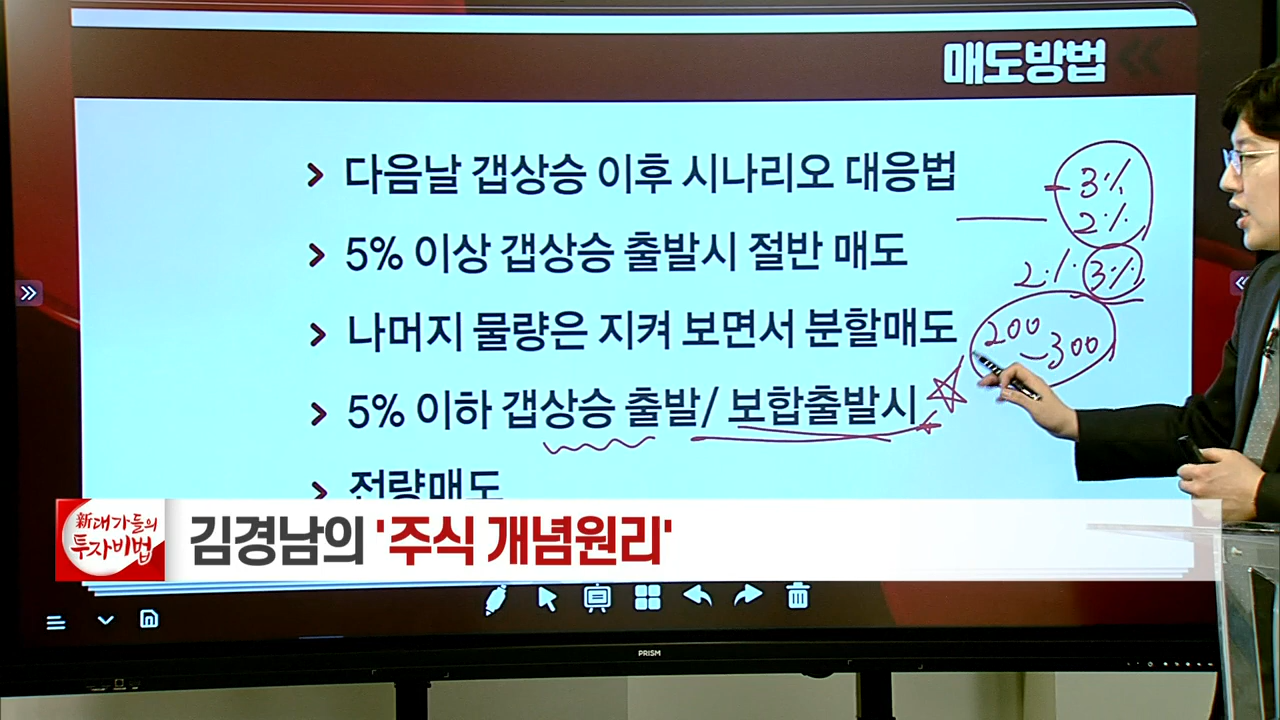 매도방법
다음날 갭상승 이후 시나리오 대응법
3%
2%
5% 이상 갭상승 출발시 절반 매도
2% 3%
나머지 물량은 지켜 보면서 분할매도
200
-300
5% 이하 갭상승 출발/ 보합출발시
전량매도
新대가들의
투자비법
김경남의 '주식 개념원리'
PRISM